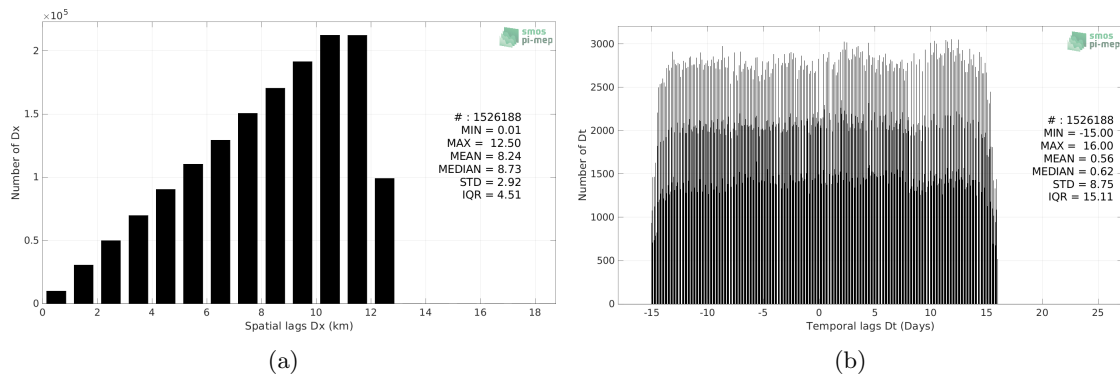 ×10⁵
smos
pi-mep
2
1.5
1
0.5
0
Number of Dx
# : 1526188
MIN = 0.01
MAX = 12.50
MEAN = 8.24
MEDIAN = 8.73
STD = 2.92
IQR = 4.51
0 2 4 6 8 10 12 14 16 18
Spatial lags Dx (km)
(a)
smos
pi-mep
3000
2500
2000
1500
1000
500
0
Number of Dt
# : 1526188
MIN = -15.00
MAX = 16.00
MEAN = 0.56
MEDIAN = 0.62
STD = 8.75
IQR = 15.11
-15 -10 -5 0 5 10 15 20 25
Temporal lags Dt (Days)
(b)